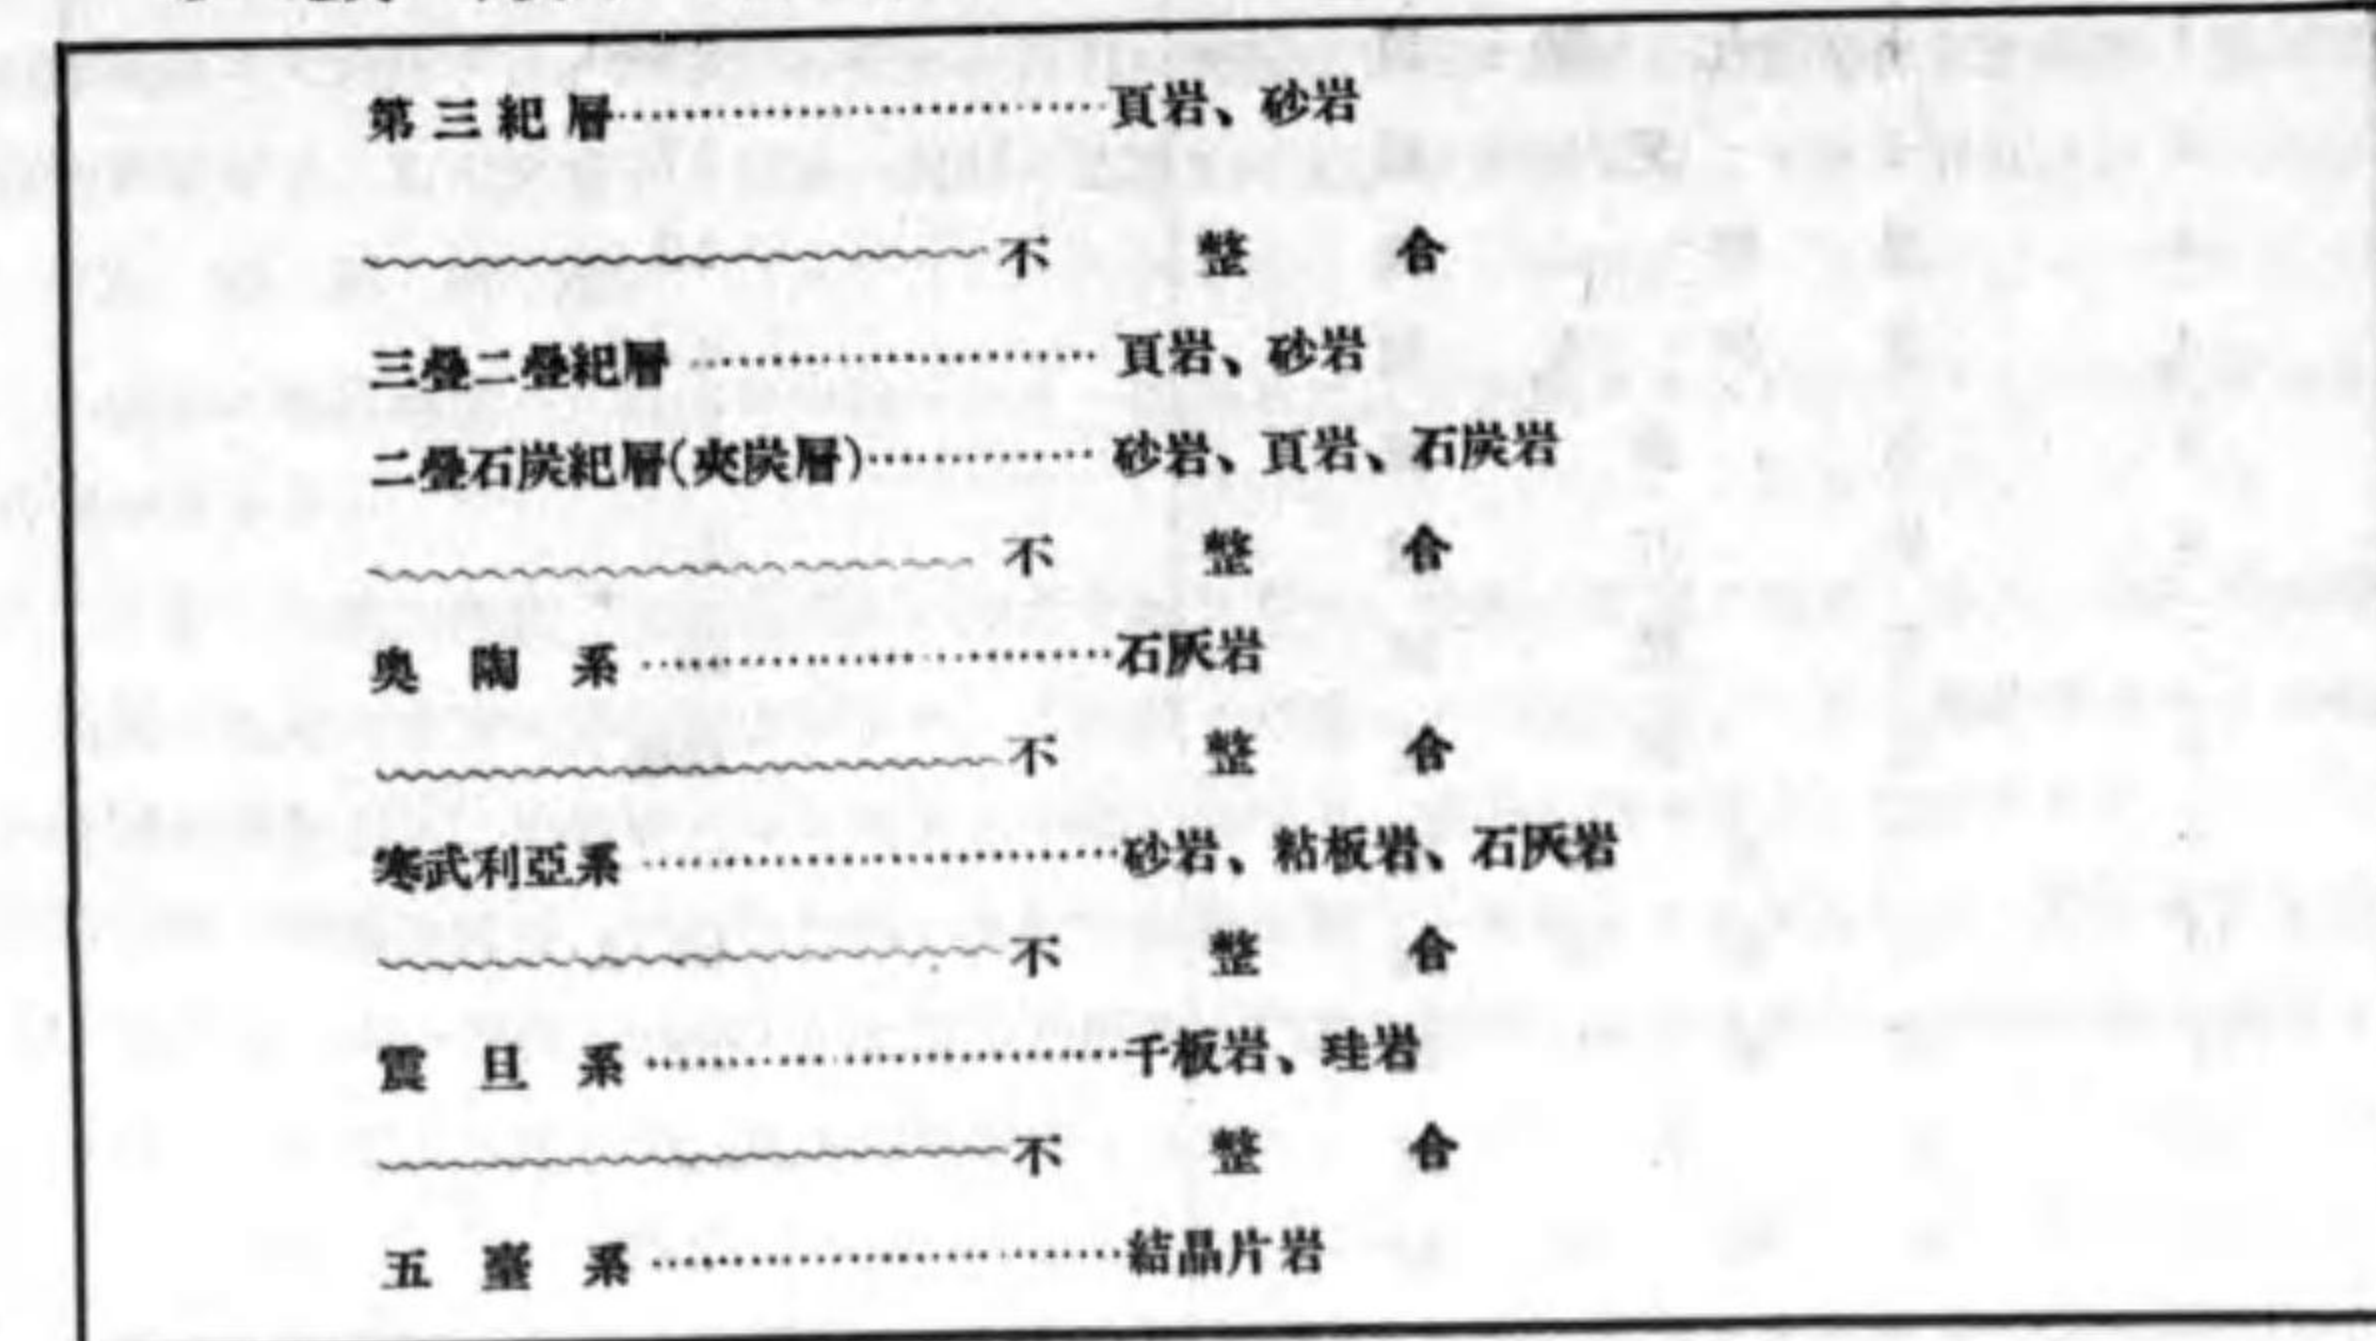 第三紀層……………………頁岩、砂岩
不整合
三疊二疊紀層……………………頁岩、砂岩
二疊石炭紀層(夾炭層)…………砂岩、頁岩、石炭岩
不整合
奥陶系……………………石灰岩
不整合
寒武利亞系……………………砂岩、粘板岩、石灰岩
不整合
震旦系……………………千板岩、珪岩
不整合
五臺系……………………結晶片岩